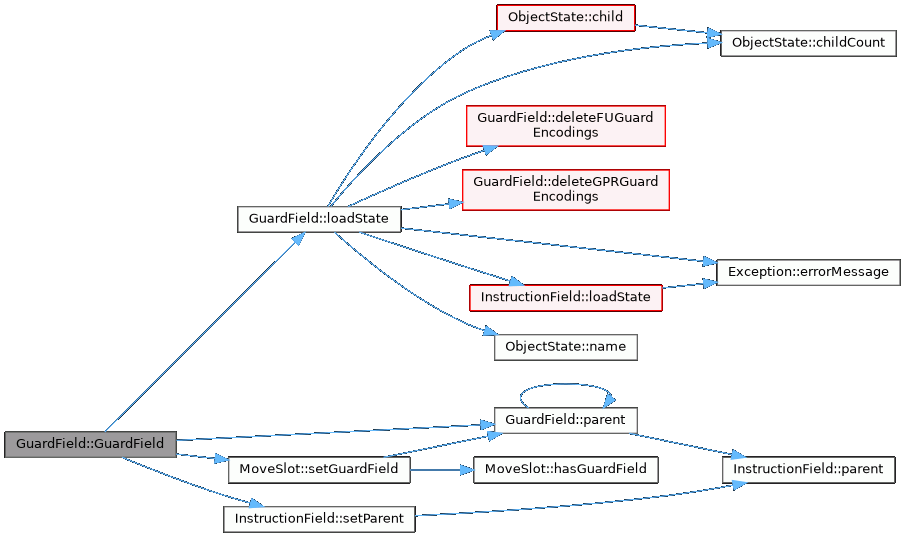 ObjectState::child
ObjectState::childCount
GuardField::deleteFUGuard
Encodings
GuardField::deleteGPRGuard
Encodings
GuardField::loadState
Exception::errorMessage
InstructionField::loadState
ObjectState::name
GuardField::parent
GuardField::GuardField
MoveSlot::setGuardField
MoveSlot::hasGuardField
InstructionField::parent
InstructionField::setParent